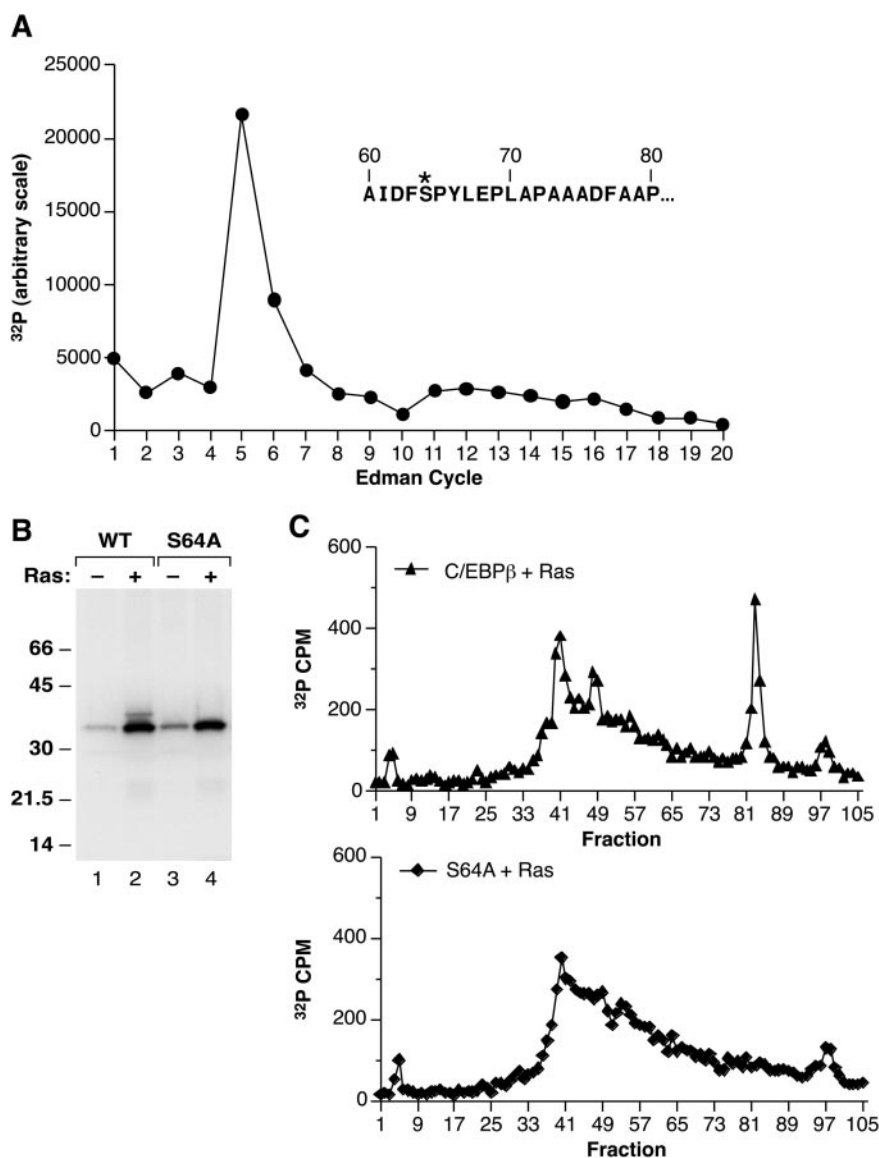 A
25000
20000
15000
10000
5000
0
³²P (arbitrary scale)
60 70 80
*
AIDFSPYLEPLAPAAADFAAP...
1 2 3 4 5 6 7 8 9 10 11 12 13 14 15 16 17 18 19 20
Edman Cycle
B
WT S64A
Ras: – + – +
66 –
45 –
30 –
21.5 –
14 –
1 2 3 4
C
600
400
200
0
³²P CPM
C/EBPβ + Ras
1 9 17 25 33 41 49 57 65 73 81 89 97 105
Fraction
600
400
200
0
³²P CPM
S64A + Ras
1 9 17 25 33 41 49 57 65 73 81 89 97 105
Fraction